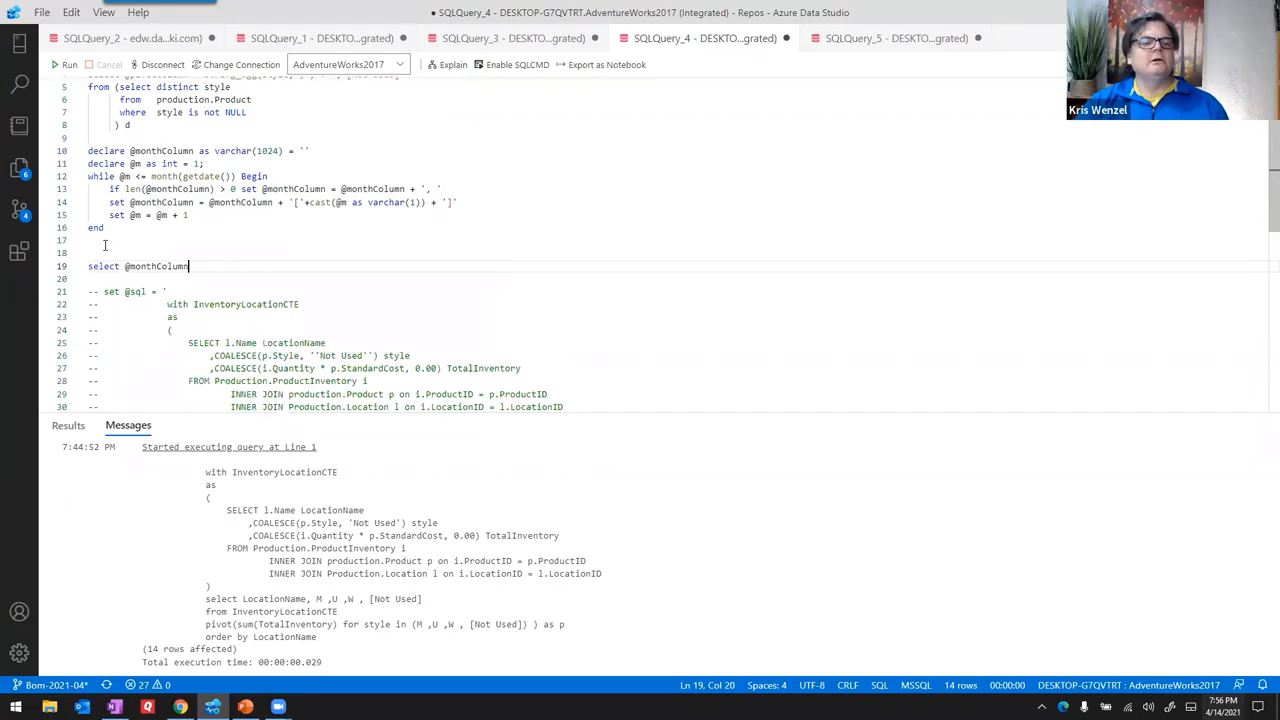 File Edit View Help
● SQLQuery_4 - DESKTOP-G7QVTRT.AdventureWorks2017 (Integrated) - Repos - Azure Data Studio
SQLQuery_2 - edw.da...ki.com) ● SQLQuery_1 - DESKTO...grated) ● SQLQuery_3 - DESKTO...grated) ● SQLQuery_4 - DESKTO...grated) ● SQLQuery_5 - DESKTO...grated) ●
Run Cancel Disconnect Change Connection AdventureWorks2017 Explain Enable SQLCMD Export as Notebook
Kris Wenzel
5 from (select distinct style
6 from production.Product
7 where style is not NULL
8 ) d
9
10 declare @monthColumn as varchar(1024) = ''
11 declare @m as int = 1;
12 while @m <= month(getdate()) Begin
13 if len(@monthColumn) > 0 set @monthColumn = @monthColumn + ', '
14 set @monthColumn = @monthColumn + '['+cast(@m as varchar(1)) + ']'
15 set @m = @m + 1
16 end
17
18
19 select @monthColumn
20
21 -- set @sql = '
22 -- with InventoryLocationCTE
23 -- as
24 -- (
25 -- SELECT l.Name LocationName
26 -- ,COALESCE(p.Style, ''Not Used'') style
27 -- ,COALESCE(i.Quantity * p.StandardCost, 0.00) TotalInventory
28 -- FROM Production.ProductInventory i
29 -- INNER JOIN production.Product p on i.ProductID = p.ProductID
30 -- INNER JOIN Production.Location l on i.LocationID = l.LocationID
6
4
Results Messages
7:44:52 PM Started executing query at Line 1
with InventoryLocationCTE
as
(
SELECT l.Name LocationName
,COALESCE(p.Style, 'Not Used') style
,COALESCE(i.Quantity * p.StandardCost, 0.00) TotalInventory
FROM Production.ProductInventory i
INNER JOIN production.Product p on i.ProductID = p.ProductID
INNER JOIN Production.Location l on i.LocationID = l.LocationID
)
select LocationName, M ,U ,W , [Not Used]
from InventoryLocationCTE
pivot(sum(TotalInventory) for style in (M ,U ,W , [Not Used]) ) as p
order by LocationName
(14 rows affected)
Total execution time: 00:00:00.029
Bom-2021-04* 27 0 Ln 19, Col 20 Spaces: 4 UTF-8 CRLF SQL MSSQL 14 rows 00:00:00 DESKTOP-G7QVTRT : AdventureWorks2017
7:56 PM
4/14/2021